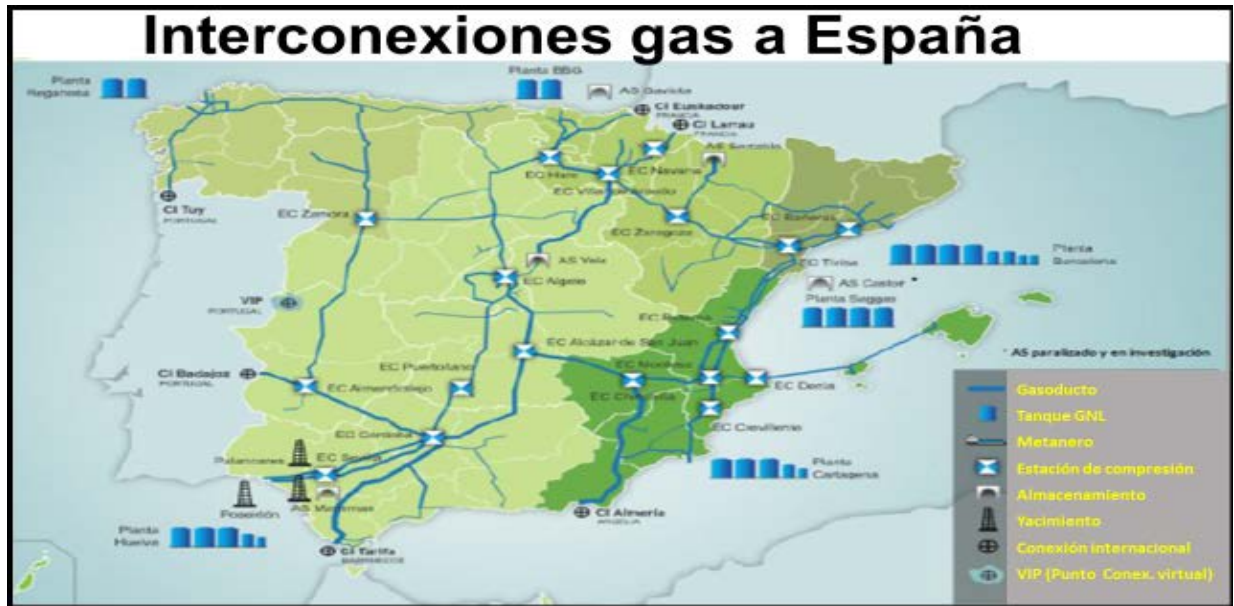 Interconexiones gas a España
Planta
Reganosa
Planta BBG
AS Gaviota
CI Euskadour
FRANCIA
CI Larrau
FRANCIA
AS Serrablo
EC Haro
EC Navarra
EC Villar de Arnedo
CI Tuy
PORTUGAL
EC Zamora
EC Zaragoza
EC Bañeras
EC Tivisa
Planta
Barcelona
AS Yela
EC Algete
AS Castor *
Planta Saggas
VIP
PORTUGAL
EC Alcázar de San Juan
* AS paralizado y en investigación
CI Badajoz
PORTUGAL
EC Puertollano
EC Montesa
EC Denia
EC Almendralejo
EC Chinchilla
EC Crevillente
EC Córdoba
EC Sevilla
Planta
Cartagena
Poseidón
AS Marismas
CI Almería
ARGELIA
Planta
Huelva
CI Tarifa
MARRUECOS
Gasoducto
Tanque GNL
Metanero
Estación de compresión
Almacenamiento
Yacimiento
Conexión internacional
VIP (Punto Conex. virtual)